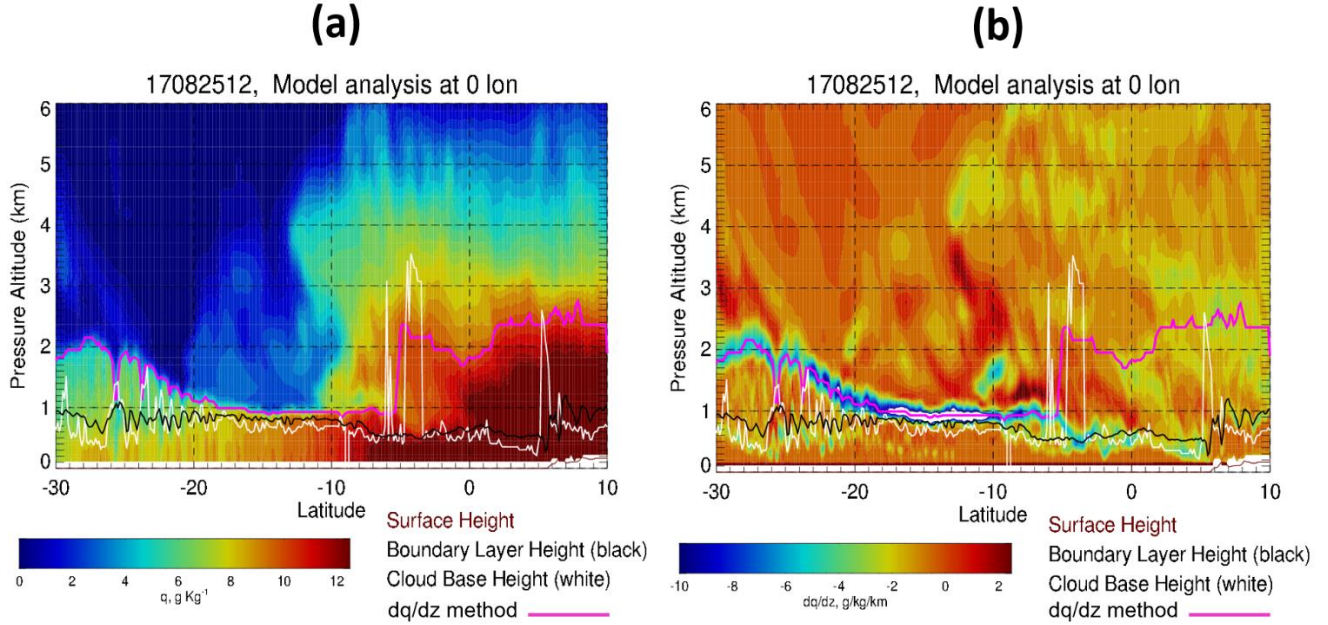 (a)
17082512, Model analysis at 0 lon
6
5
4
3
2
1
0
Pressure Altitude (km)
-30 -20 -10 0 10
Latitude
0 2 4 6 8 10 12
q, g Kg⁻¹
Surface Height
Boundary Layer Height (black)
Cloud Base Height (white)
dq/dz method
(b)
17082512, Model analysis at 0 lon
6
5
4
3
2
1
0
Pressure Altitude (km)
-30 -20 -10 0 10
Latitude
-10 -8 -6 -4 -2 0 2
dq/dz, g/kg/km
Surface Height
Boundary Layer Height (black)
Cloud Base Height (white)
dq/dz method